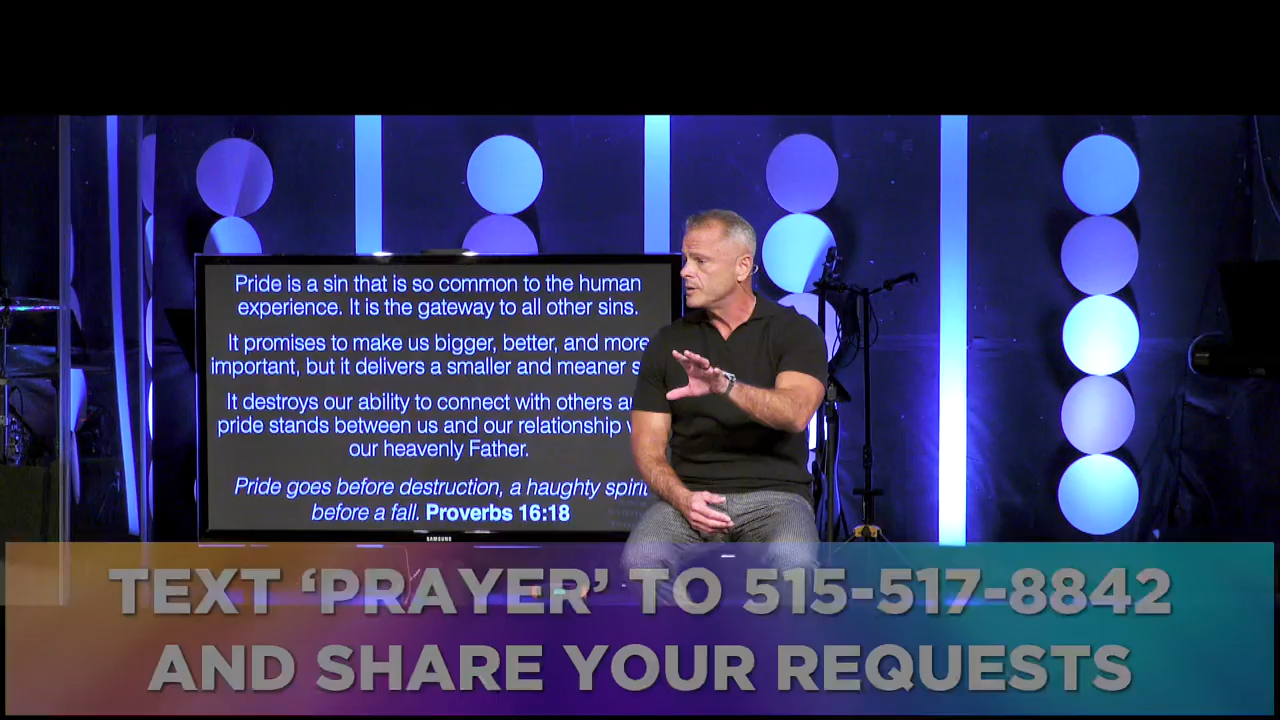 Pride is a sin that is so common to the human
experience. It is the gateway to all other sins.
It promises to make us bigger, better, and more
important, but it delivers a smaller and meaner
It destroys our ability to connect with others
pride stands between us and our relationship
our heavenly Father.
Pride goes before destruction, a haughty spirit
before a fall. Proverbs 16:18
SAMSUNG
TEXT ‘PRAYER’ TO 515-517-8842
AND SHARE YOUR REQUESTS